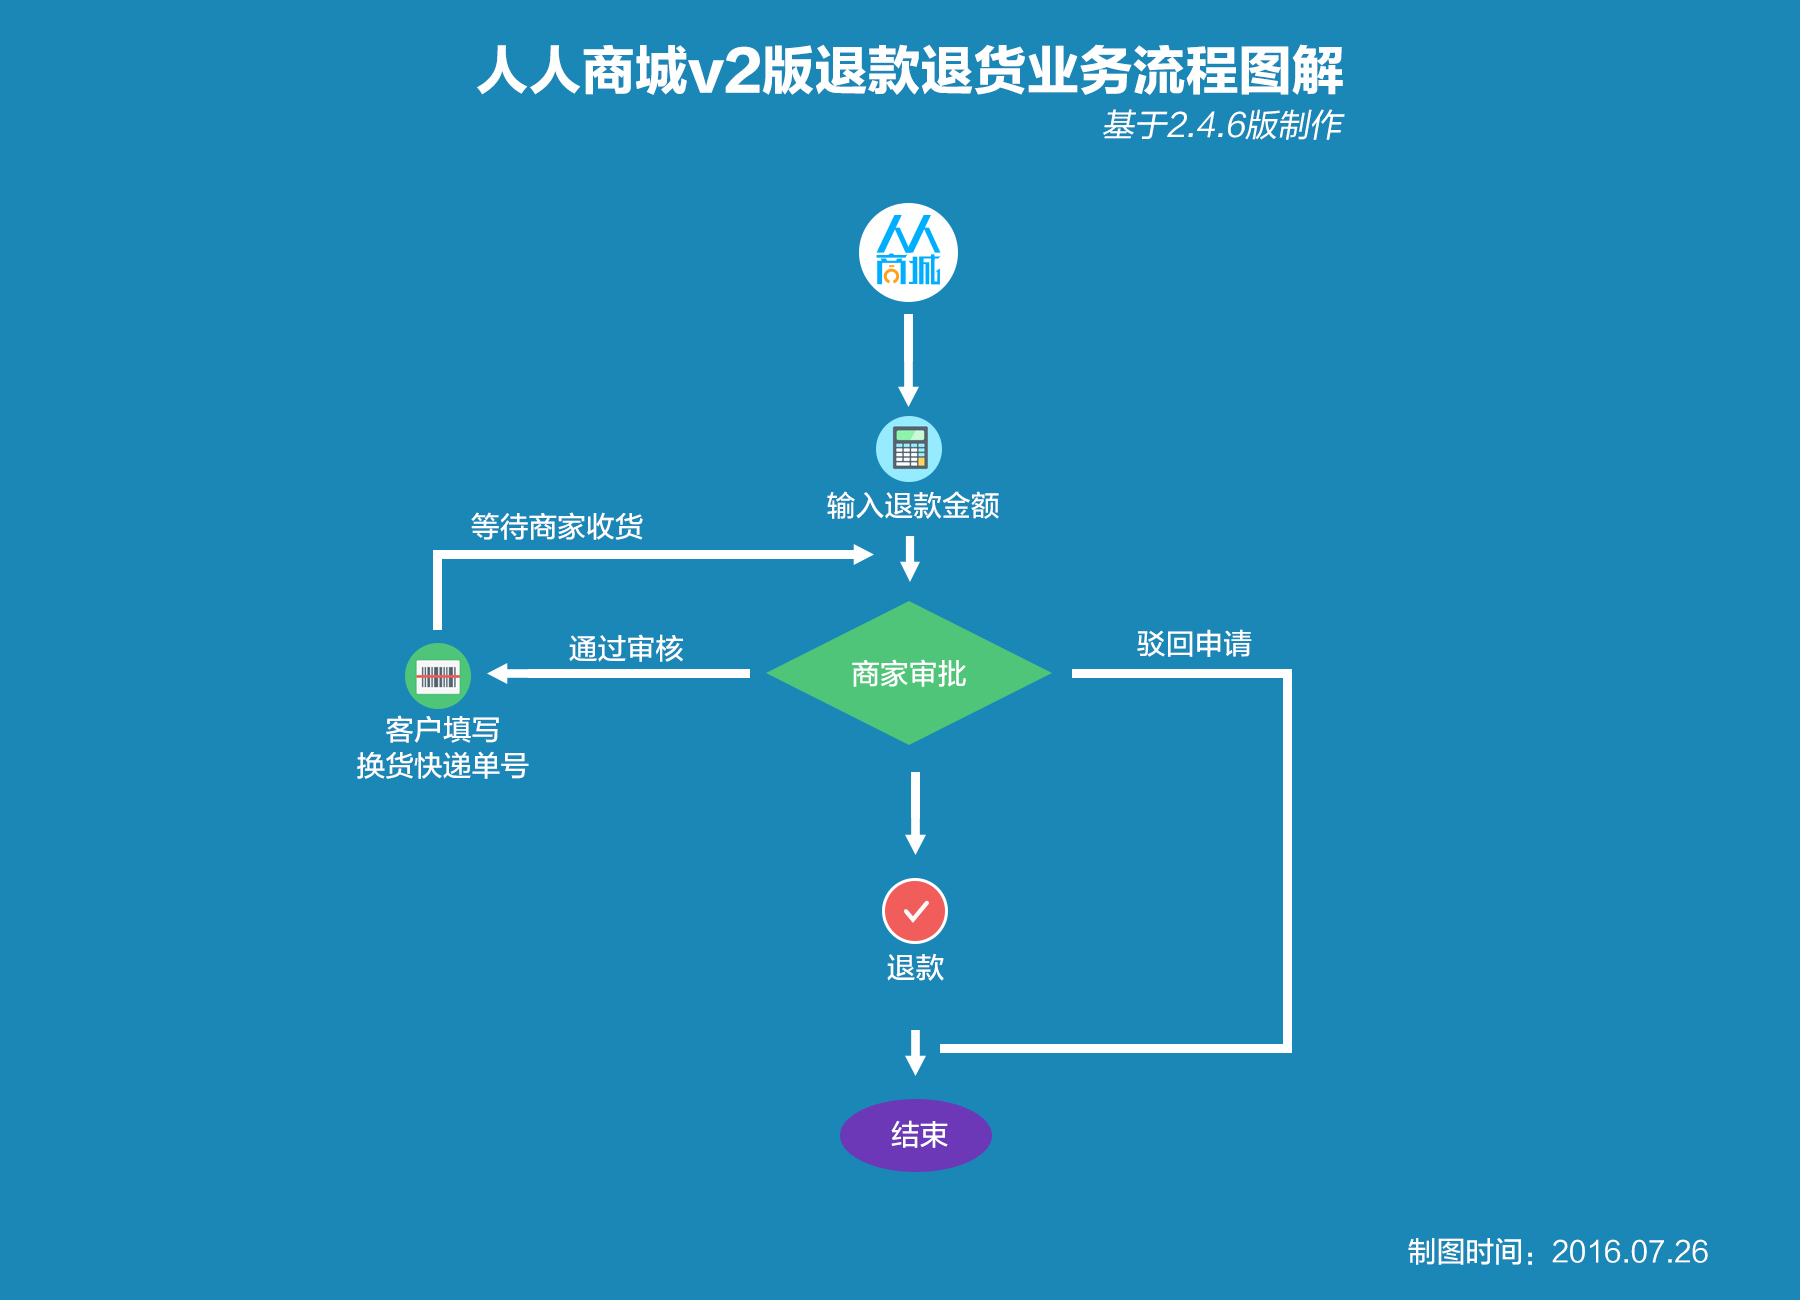 人人商城v2版退款退货业务流程图解
基于2.4.6版制作
商城
输入退款金额
等待商家收货
通过审核
商家审批
驳回申请
客户填写
换货快递单号
退款
结束
制图时间：2016.07.26